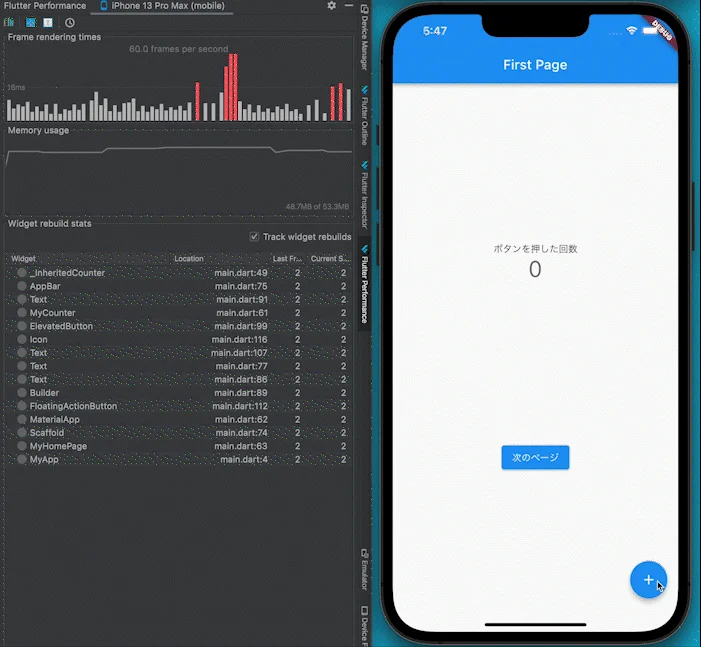 Flutter Performance
iPhone 13 Pro Max (mobile)
Frame rendering times
60.0 frames per second
16ms
Memory usage
48.7MB of 53.3MB
Widget rebuild stats
Track widget rebuilds
Widget Location Last Fr... Current S...
_InheritedCounter main.dart:49 2 2
AppBar main.dart:75 2 2
Text main.dart:91 2 2
MyCounter main.dart:61 2 2
ElevatedButton main.dart:99 2 2
Icon main.dart:116 2 2
Text main.dart:107 2 2
Text main.dart:77 2 2
Text main.dart:86 2 2
Builder main.dart:89 2 2
FloatingActionButton main.dart:112 2 2
MaterialApp main.dart:62 2 2
Scaffold main.dart:74 2 2
MyHomePage main.dart:63 2 2
MyApp main.dart:4 2 2
Device Manager
Flutter Outline
Flutter Inspector
Flutter Performance
Emulator
Device F
5:47
DEBUG
First Page
ボタンを押した回数
0
次のページ
+